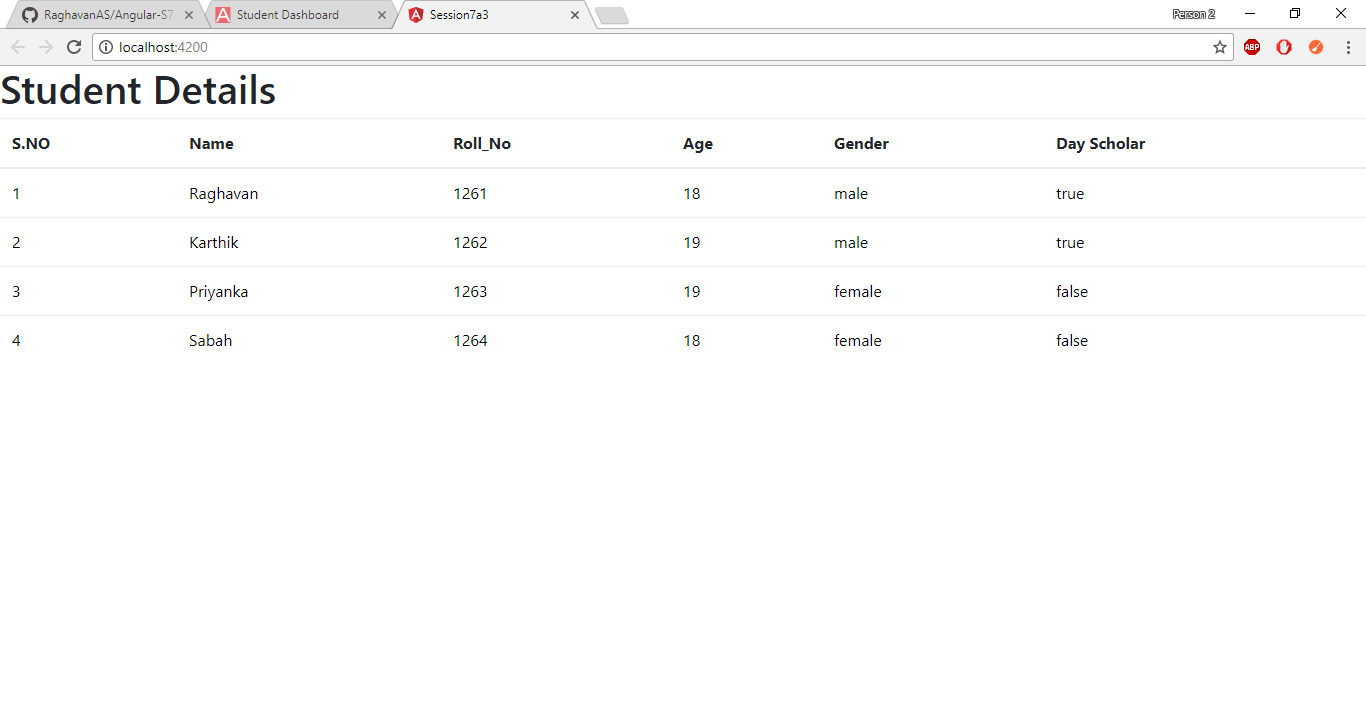 RaghavanAS/Angular-S7 Student Dashboard Session7a3 Person 2
localhost:4200 ABP
Student Details
S.NO Name Roll_No Age Gender Day Scholar
1 Raghavan 1261 18 male true
2 Karthik 1262 19 male true
3 Priyanka 1263 19 female false
4 Sabah 1264 18 female false